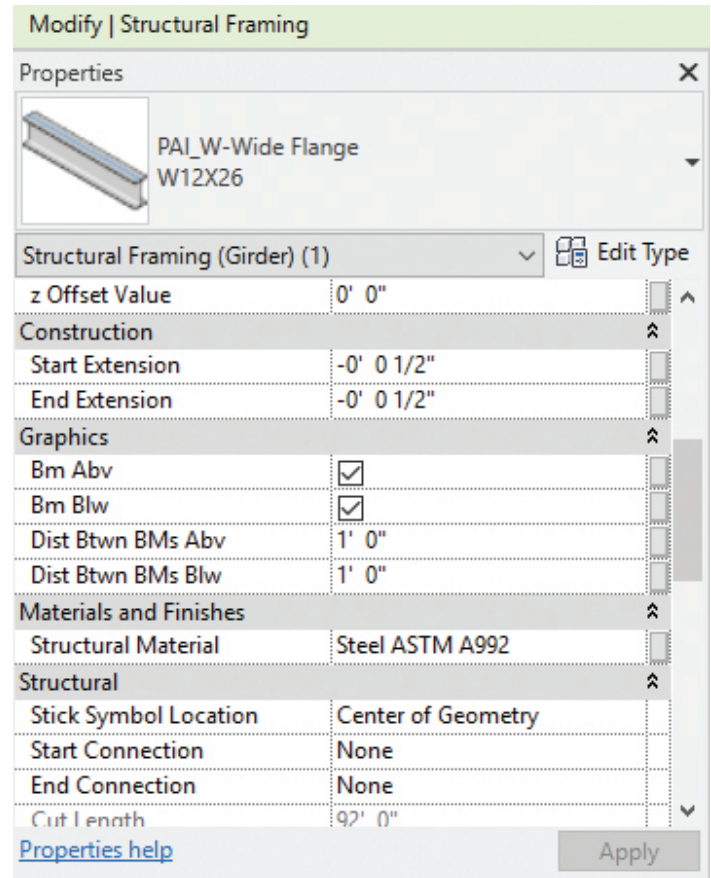 Modify | Structural Framing
Properties
PAI_W-Wide Flange
W12X26
Structural Framing (Girder) (1) Edit Type
z Offset Value 0' 0"
Construction
Start Extension -0' 0 1/2"
End Extension -0' 0 1/2"
Graphics
Bm Abv
Bm Blw
Dist Btwn BMs Abv 1' 0"
Dist Btwn BMs Blw 1' 0"
Materials and Finishes
Structural Material Steel ASTM A992
Structural
Stick Symbol Location Center of Geometry
Start Connection None
End Connection None
Cut Length 92' 0"
Properties help Apply